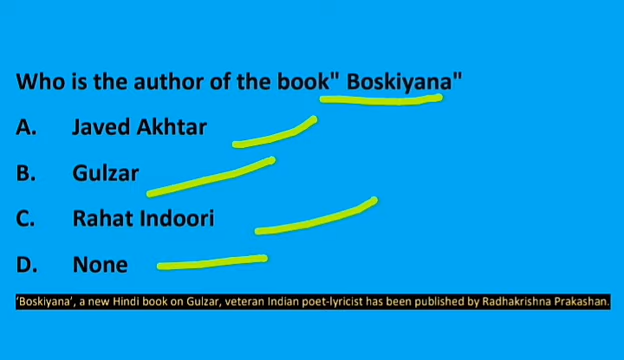 Who is the author of the book" Boskiyana"
A. Javed Akhtar
B. Gulzar
C. Rahat Indoori
D. None
'Boskiyana', a new Hindi book on Gulzar, veteran Indian poet-lyricist has been published by Radhakrishna Prakashan.